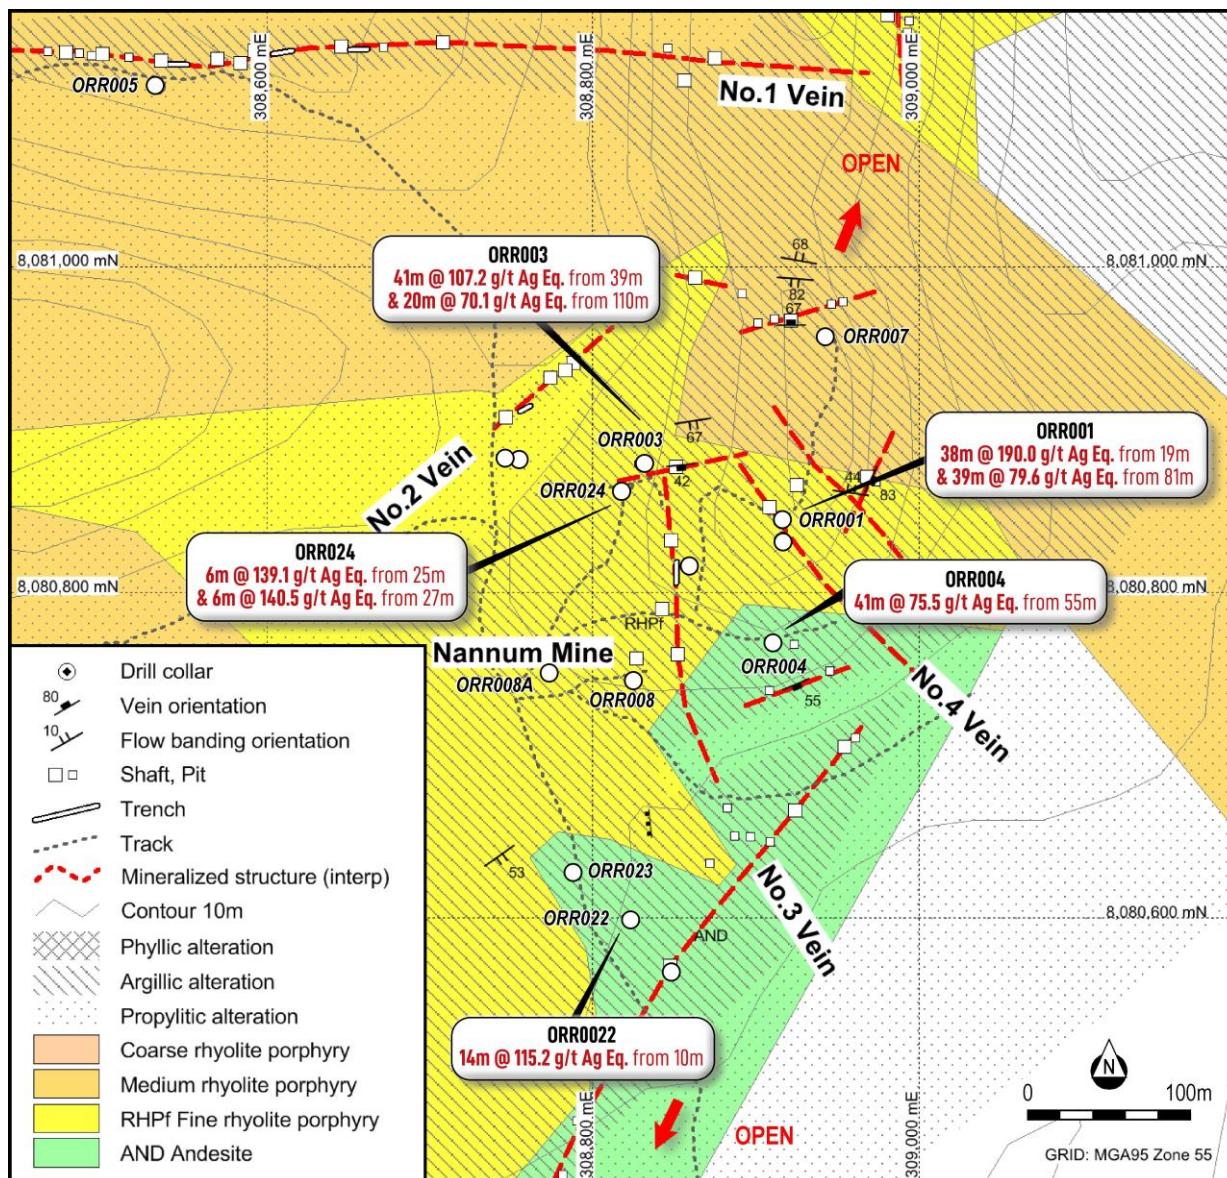 308,600 mE
308,800 mE
309,000 mE
ORR005
No.1 Vein
OPEN
8,081,000 mN
8,081,000 mN
ORR003
41m @ 107.2 g/t Ag Eq. from 39m
& 20m @ 70.1 g/t Ag Eq. from 110m
68
82
67
ORR007
67
ORR003
42
ORR001
38m @ 190.0 g/t Ag Eq. from 19m
& 39m @ 79.6 g/t Ag Eq. from 81m
44
83
No.2 Vein
ORR024
ORR001
ORR024
6m @ 139.1 g/t Ag Eq. from 25m
& 6m @ 140.5 g/t Ag Eq. from 27m
ORR004
41m @ 75.5 g/t Ag Eq. from 55m
8,080,800 mN
8,080,800 mN
RHPf
Nannum Mine
ORR004
ORR008A
ORR008
55
No.4 Vein
53
ORR023
ORR022
No.3 Vein
AND
8,080,600 mN
ORR0022
14m @ 115.2 g/t Ag Eq. from 10m
308,800 mE
309,000 mE
OPEN
Drill collar
80
Vein orientation
10
Flow banding orientation
Shaft, Pit
Trench
Track
Mineralized structure (interp)
Contour 10m
Phyllic alteration
Argillic alteration
Propylitic alteration
Coarse rhyolite porphyry
Medium rhyolite porphyry
RHPf Fine rhyolite porphyry
AND Andesite
N
0
100m
GRID: MGA95 Zone 55